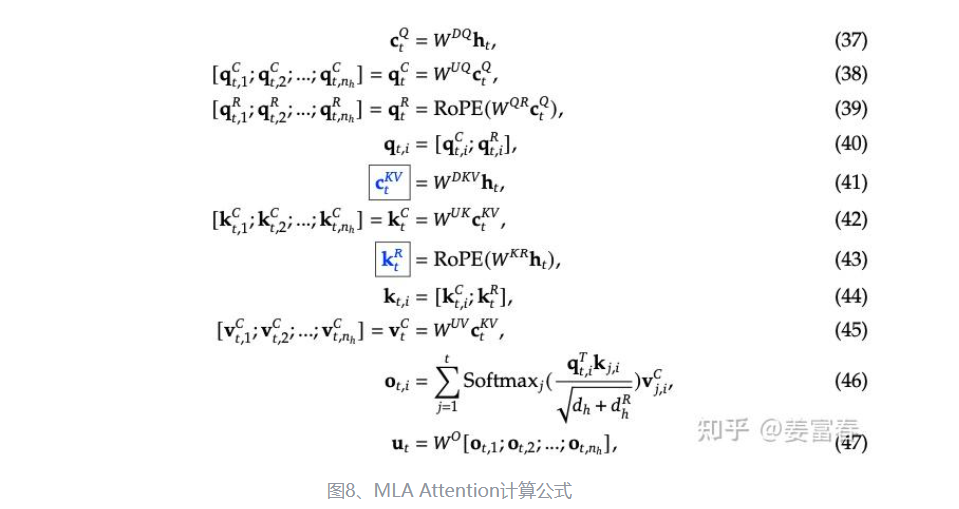 c_t^Q = W^{DQ} h_t, (37)
[q_{t,1}^C; q_{t,2}^C; ...; q_{t,n_h}^C] = q_t^C = W^{UQ} c_t^Q, (38)
[q_{t,1}^R; q_{t,2}^R; ...; q_{t,n_h}^R] = q_t^R = RoPE(W^{QR} c_t^Q), (39)
q_{t,i} = [q_{t,i}^C; q_{t,i}^R], (40)
c_t^{KV} = W^{DKV} h_t, (41)
[k_{t,1}^C; k_{t,2}^C; ...; k_{t,n_h}^C] = k_t^C = W^{UK} c_t^{KV}, (42)
k_t^R = RoPE(W^{KR} h_t), (43)
k_{t,i} = [k_{t,i}^C; k_t^R], (44)
[v_{t,1}^C; v_{t,2}^C; ...; v_{t,n_h}^C] = v_t^C = W^{UV} c_t^{KV}, (45)
o_{t,i} = \sum_{j=1}^{t} Softmax_j(\frac{q_{t,i}^T k_{j,i}}{\sqrt{d_h + d_h^R}}) v_{j,i}^C, (46)
u_t = W^O [o_{t,1}; o_{t,2}; ...; o_{t,n_h}], (47)
知乎 @姜富春
图8、MLA Attention计算公式